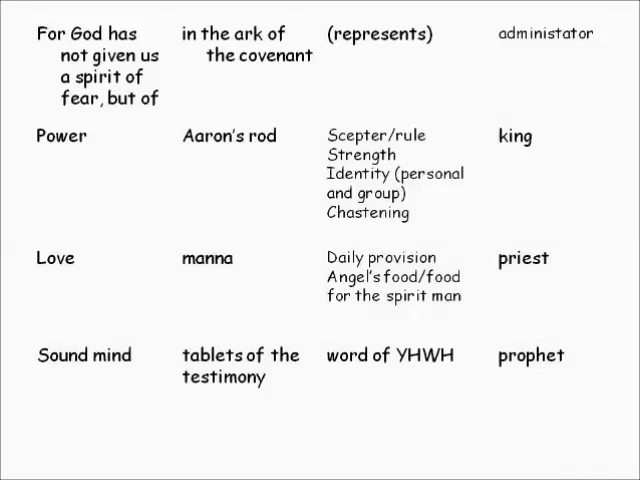 For God has not given us a spirit of fear, but of
in the ark of the covenant
(represents)
administator
Power
Aaron's rod
Scepter/rule
Strength
Identity (personal and group)
Chastening
king
Love
manna
Daily provision
Angel's food/food for the spirit man
priest
Sound mind
tablets of the testimony
word of YHWH
prophet